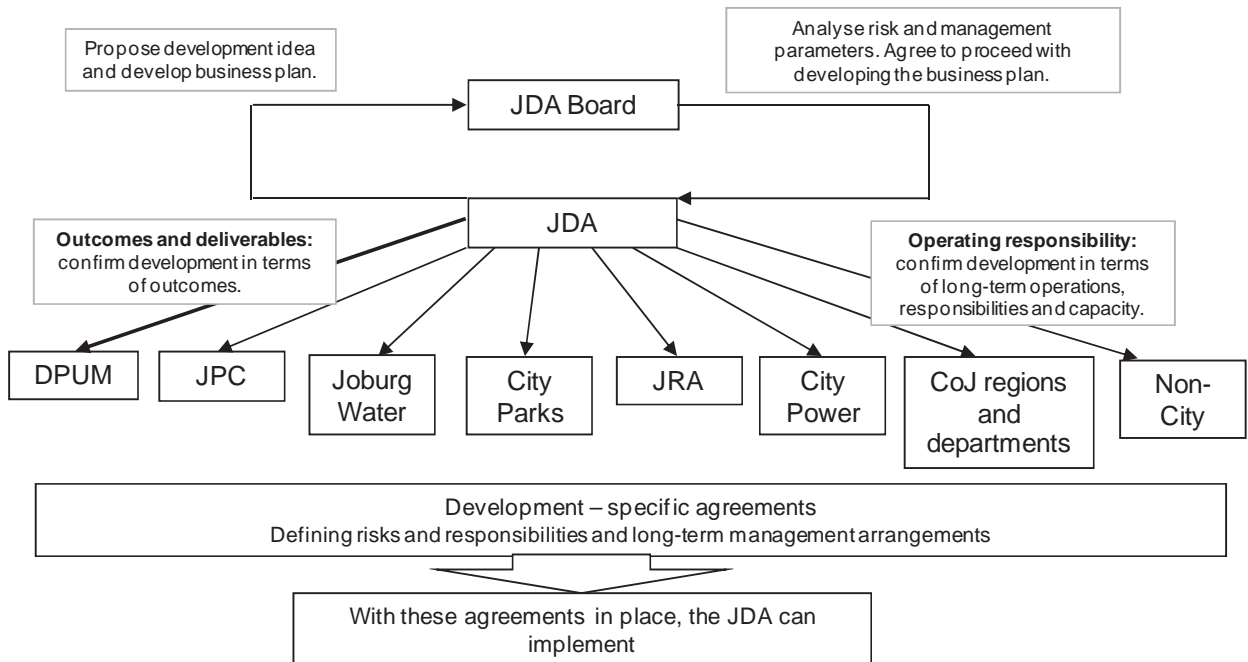 Propose development idea
and develop business plan.
Analyse risk and management
parameters. Agree to proceed with
developing the business plan.
JDA Board
JDA
Outcomes and deliverables:
confirm development in terms
of outcomes.
Operating responsibility:
confirm development in terms
of long-term operations,
responsibilities and capacity.
DPUM
JPC
Joburg
Water
City
Parks
JRA
City
Power
CoJ regions
and
departments
Non-
City
Development – specific agreements
Defining risks and responsibilities and long-term management arrangements
With these agreements in place, the JDA can
implement